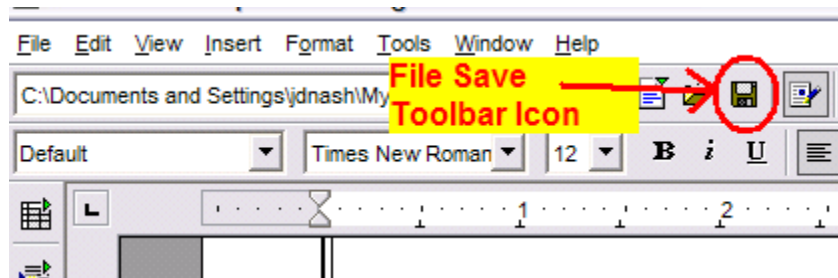 File Edit View Insert Format Tools Window Help
C:\Documents and Settings\jdnash\My
File Save
Toolbar Icon
Default Times New Roman 12 B i U
L 1 2